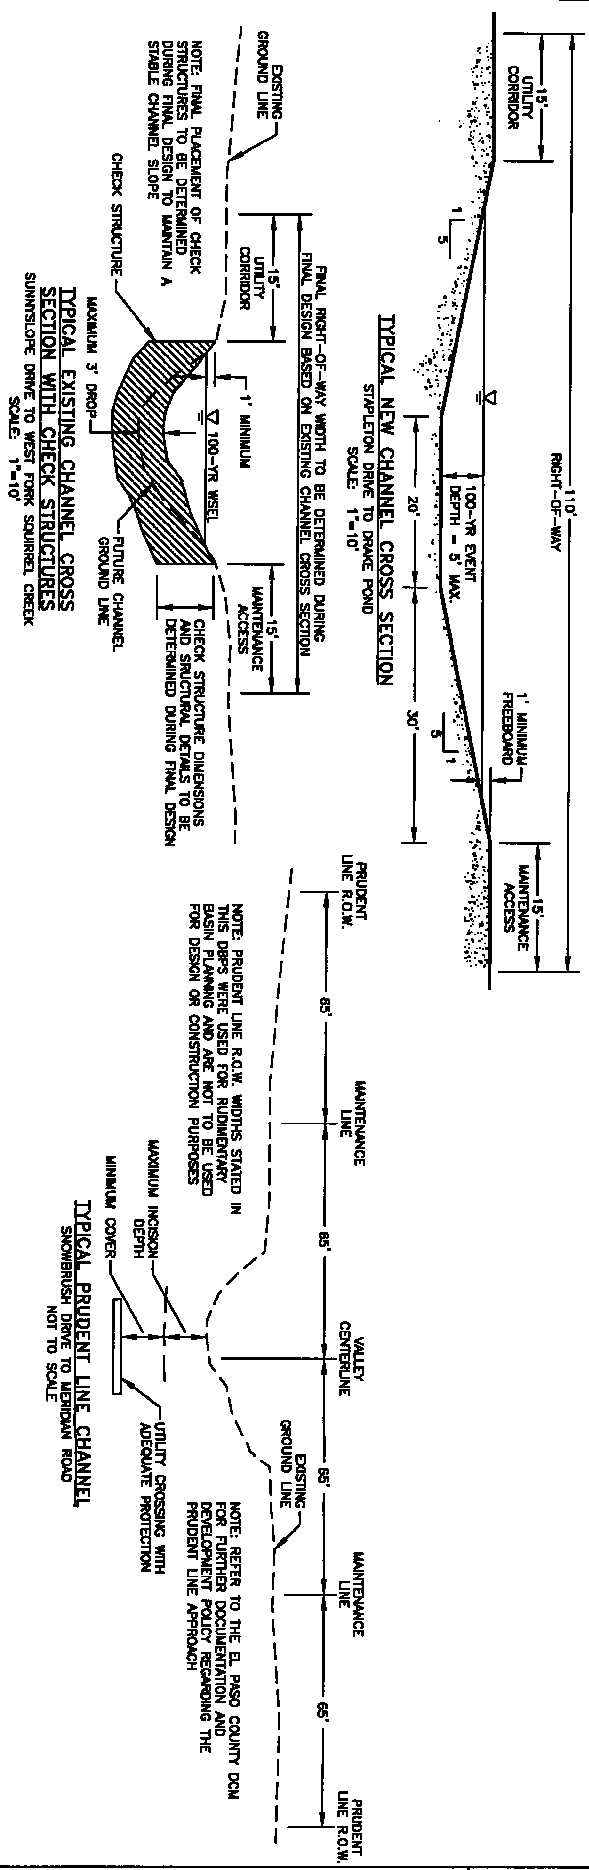 110'
RIGHT-OF-WAY
15'
UTILITY
CORRIDOR
1
5
100-YR EVENT
DEPTH = 5' MAX.
20'
30'
5
1
1' MINIMUM
FREEBOARD
15'
MAINTENANCE
ACCESS
TYPICAL NEW CHANNEL CROSS SECTION
STAPLETON DRIVE TO DRAKE POND
SCALE: 1"=10'
FINAL RIGHT-OF-WAY WIDTH TO BE DETERMINED DURING
FINAL DESIGN BASED ON EXISTING CHANNEL CROSS SECTION
EXISTING
GROUND LINE
15'
UTILITY
CORRIDOR
1' MINIMUM
100-YR WSEL
15'
MAINTENANCE
ACCESS
NOTE: FINAL PLACEMENT OF CHECK
STRUCTURES TO BE DETERMINED
DURING FINAL DESIGN TO MAINTAIN A
STABLE CHANNEL SLOPE
CHECK STRUCTURE
MAXIMUM 3' DROP
FUTURE CHANNEL
GROUND LINE
CHECK STRUCTURE DIMENSIONS
AND SRUCTURAL DETAILS TO BE
DETERMINED DURING FINAL DESIGN
TYPICAL EXISTING CHANNEL CROSS
SECTION WITH CHECK STRUCTURES
SUNNYSLOPE DRIVE TO WEST FORK SQUIRREL CREEK
SCALE: 1"=10'
PRUDENT
LINE R.O.W.
65'
MAINTENANCE
LINE
65'
VALLEY
CENTERLINE
65'
MAINTENANCE
LINE
65'
PRUDENT
LINE R.O.W.
EXISTING
GROUND LINE
NOTE: PRUDENT LINE R.O.W. WIDTHS STATED IN
THIS DBPS WERE USED FOR RUDIMENTARY
BASIN PLANNING AND ARE NOT TO BE USED
FOR DESIGN OR CONSTRUCTION PURPOSES
MAXIMUM INCISION
DEPTH
MINIMUM COVER
UTILITY CROSSING WITH
ADEQUATE PROTECTION
NOTE: REFER TO THE EL PASO COUNTY DCM
FOR FURTHER DOCUMENTATION AND
DEVELOPMENT POLICY REGARDING THE
PRUDENT LINE APPROACH
TYPICAL PRUDENT LINE CHANNEL
SNOWBRUSH DRIVE TO MERIDIAN ROAD
NOT TO SCALE